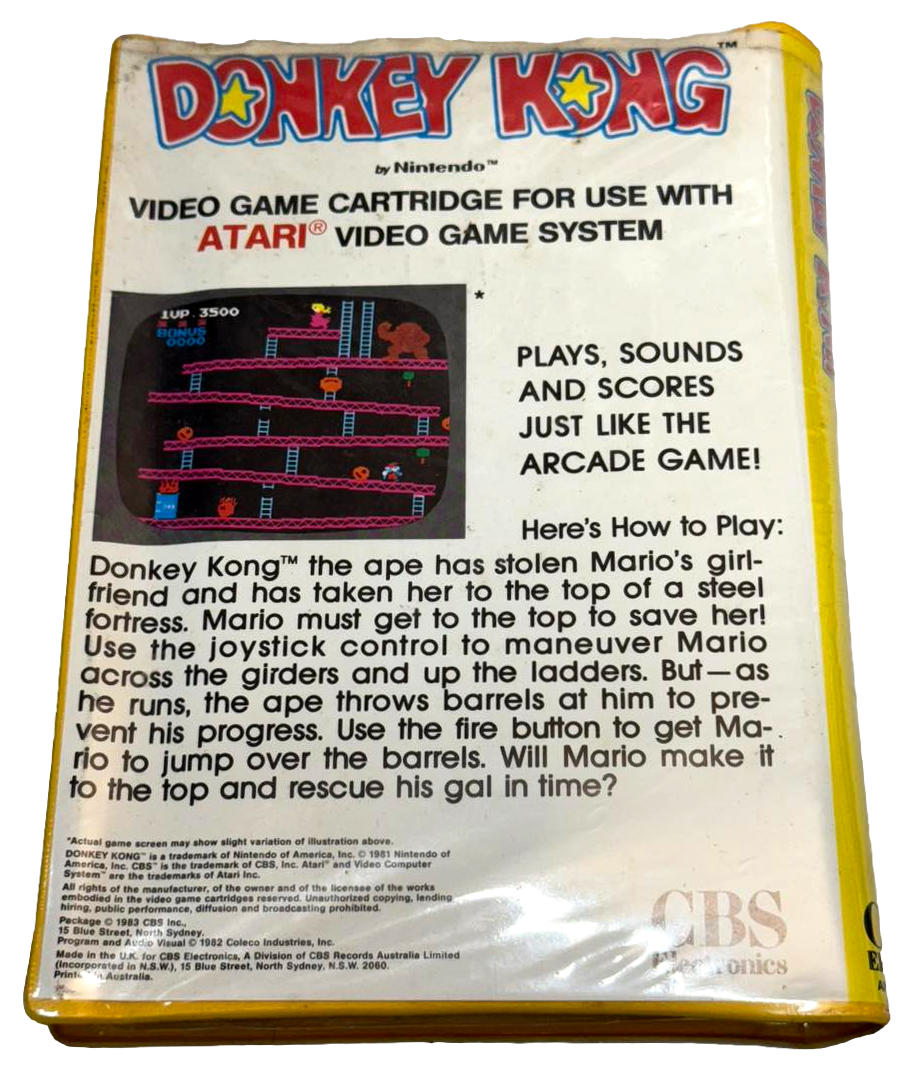 DONKEY KONG™
by Nintendo™
VIDEO GAME CARTRIDGE FOR USE WITH
ATARI® VIDEO GAME SYSTEM
*
1UP 3500
BONUS
0000
PLAYS, SOUNDS
AND SCORES
JUST LIKE THE
ARCADE GAME!
Here's How to Play:
Donkey Kong™ the ape has stolen Mario's girl-
friend and has taken her to the top of a steel
fortress. Mario must get to the top to save her!
Use the joystick control to maneuver Mario
across the girders and up the ladders. But—as
he runs, the ape throws barrels at him to pre-
vent his progress. Use the fire button to get Ma-
rio to jump over the barrels. Will Mario make it
to the top and rescue his gal in time?
*Actual game screen may show slight variation of illustration above.
DONKEY KONG™ is a trademark of Nintendo of America, Inc. © 1981 Nintendo of
America, Inc. CBS™ is the trademark of CBS, Inc. Atari® and Video Computer
System™ are the trademarks of Atari Inc.
All rights of the manufacturer, of the owner and of the licensee of the works
embodied in the video game cartridges reserved. Unauthorized copying, lending
hiring, public performance, diffusion and broadcasting prohibited.
Package © 1983 CBS Inc.,
15 Blue Street, North Sydney.
Program and Audio Visual © 1982 Coleco Industries, Inc.
Made in the U.K. for CBS Electronics, A Division of CBS Records Australia Limited
(Incorporated in N.S.W.), 15 Blue Street, North Sydney, N.S.W. 2060.
Printed in Australia.
CBS
Electronics
DONKEY KONG